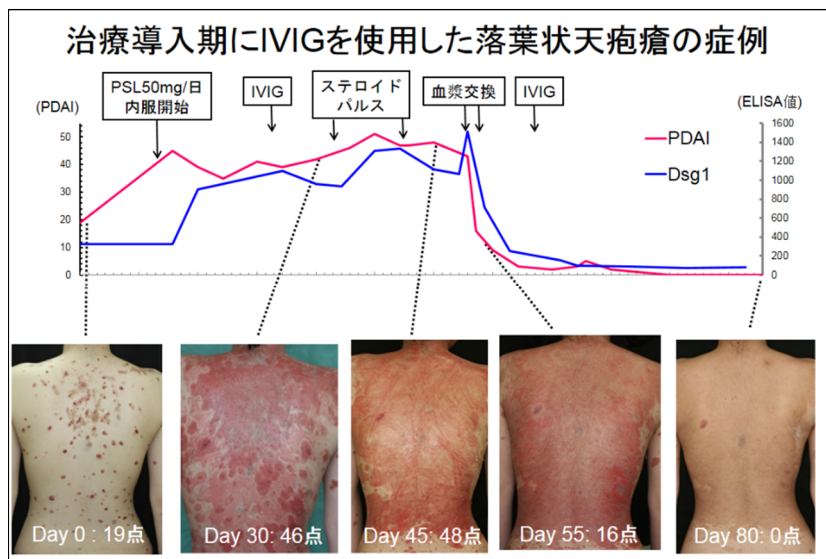 治療導入期にIVIGを使用した落葉状天疱瘡の症例
(PDAI)
PSL50mg/日
内服開始
IVIG
ステロイド
パルス
血漿交換
IVIG
(ELISA値)
50
40
30
20
10
0
1600
1400
1200
1000
800
600
400
200
0
PDAI
Dsg1
Day 0 : 19点
Day 30: 46点
Day 45: 48点
Day 55: 16点
Day 80: 0点